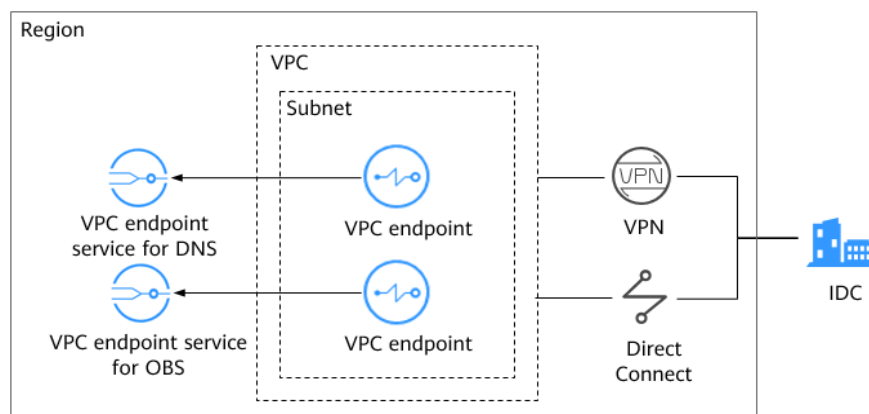 Region
VPC
Subnet
VPN
VPC endpoint
service for DNS
VPC endpoint
VPN
VPC endpoint service
for OBS
VPC endpoint
Direct
Connect
IDC